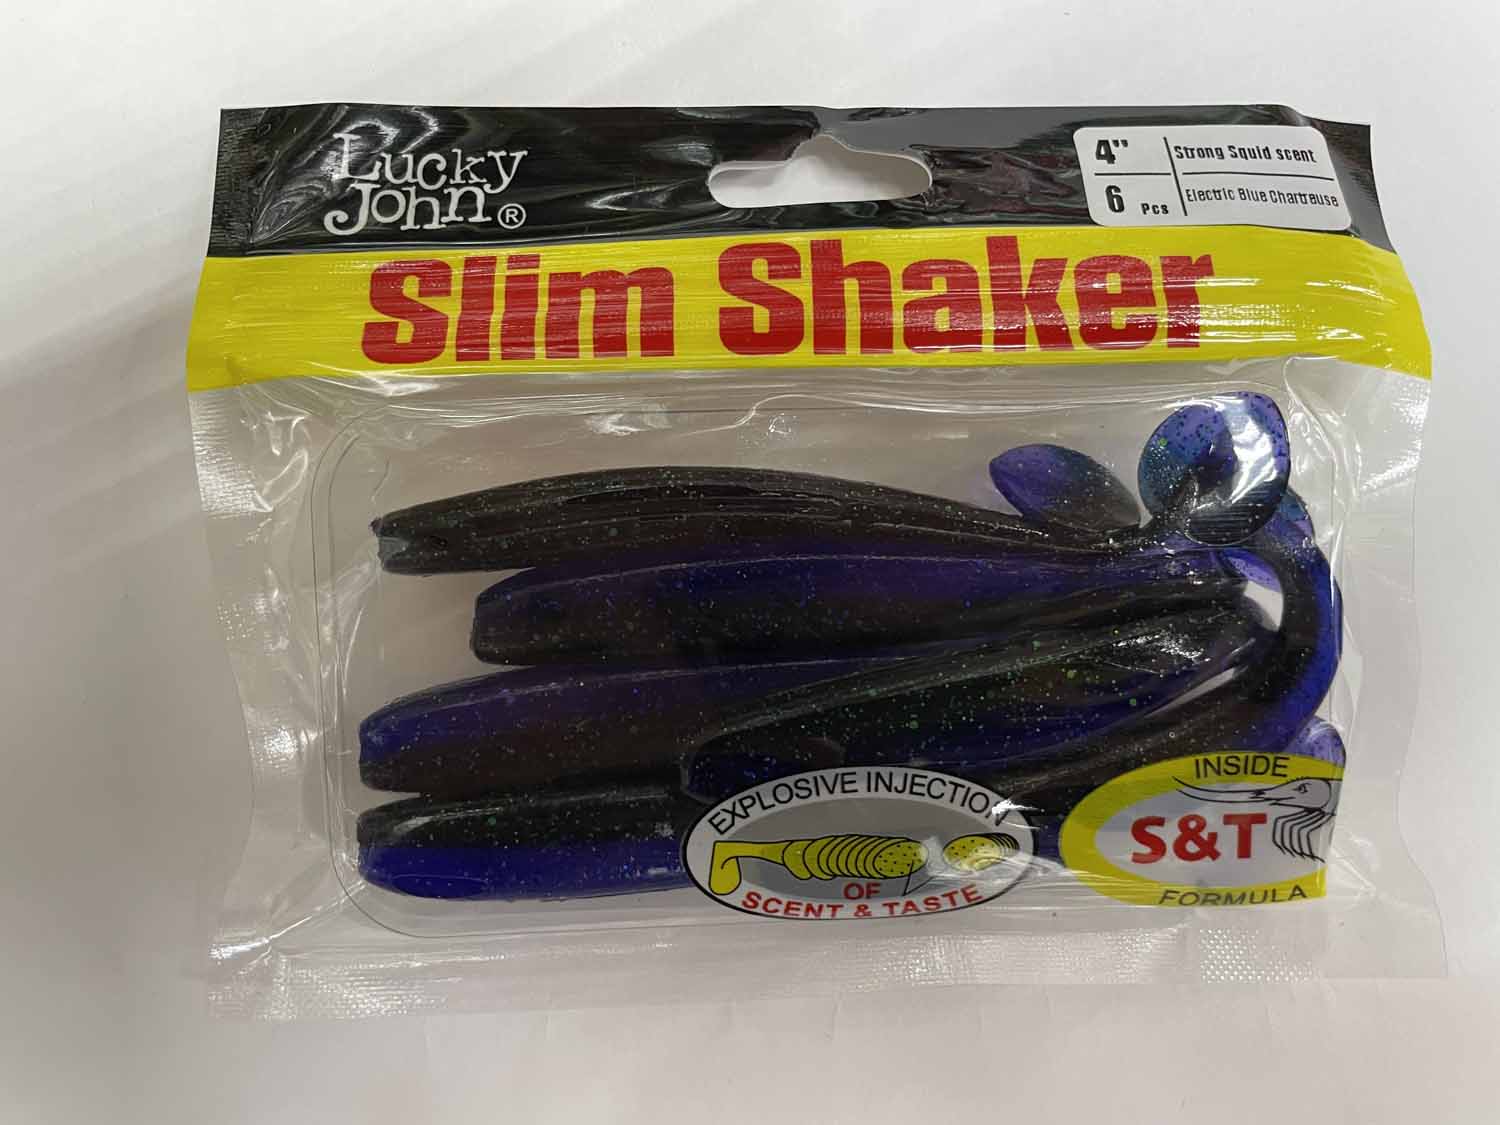 Lucky
John®
4"
Strong Squid scent
6 Pcs
Electric Blue Chartreuse
Slim Shaker
EXPLOSIVE INJECTION
OF
SCENT & TASTE
INSIDE
S&T
FORMULA